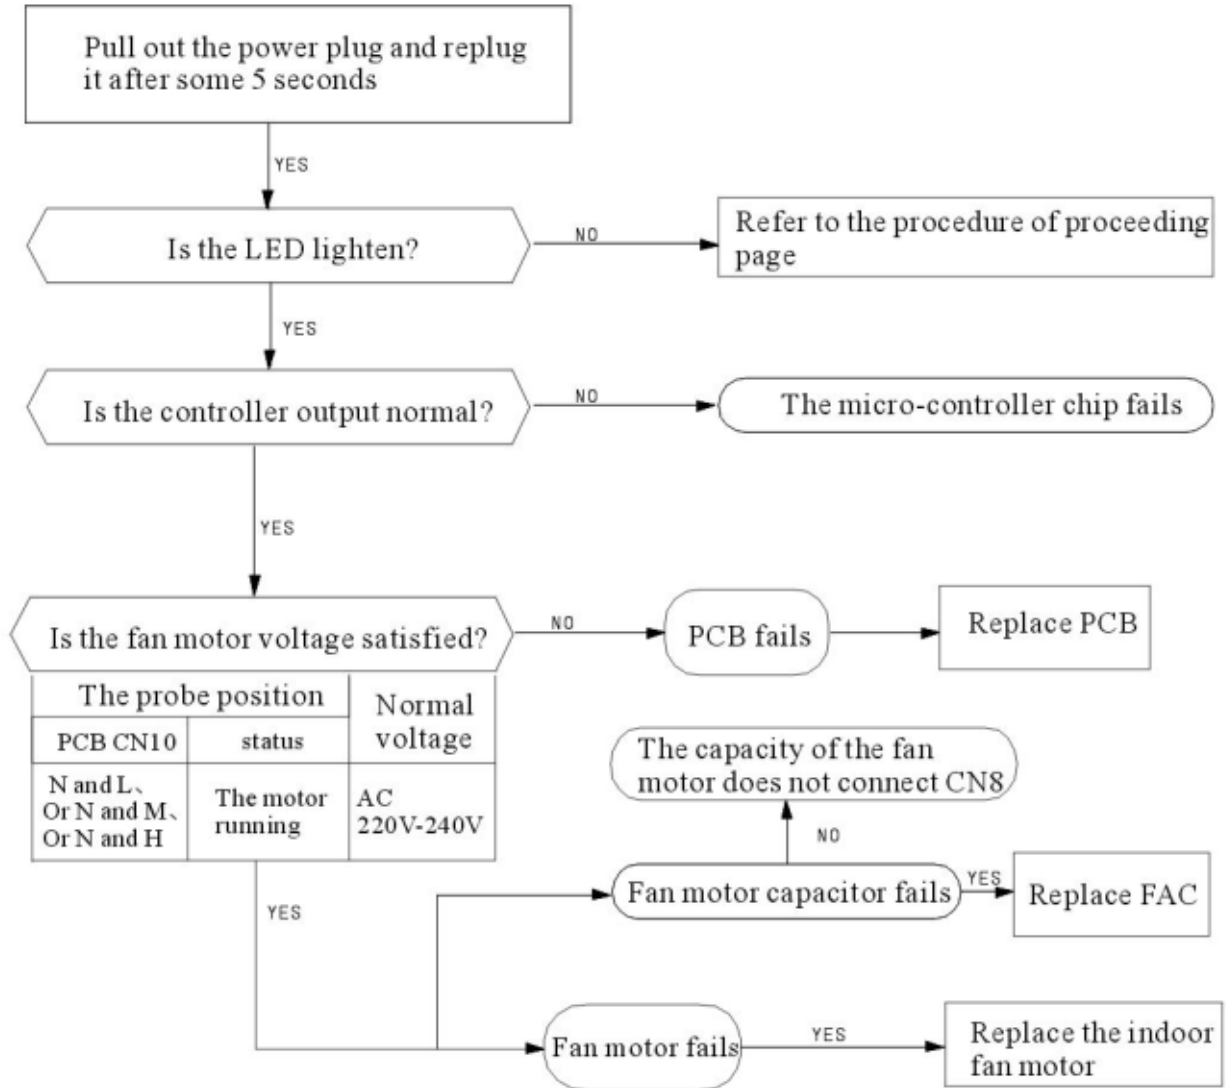 Pull out the power plug and replug
it after some 5 seconds
YES
Is the LED lighten?
NO
Refer to the procedure of proceeding
page
YES
Is the controller output normal?
NO
The micro-controller chip fails
YES
Is the fan motor voltage satisfied?
NO
PCB fails
Replace PCB
The probe position
Normal
voltage
PCB CN10
status
N and L、
Or N and M、
Or N and H
The motor
running
AC
220V-240V
The capacity of the fan
motor does not connect CN8
NO
Fan motor capacitor fails
YES
Replace FAC
YES
Fan motor fails
YES
Replace the indoor
fan motor